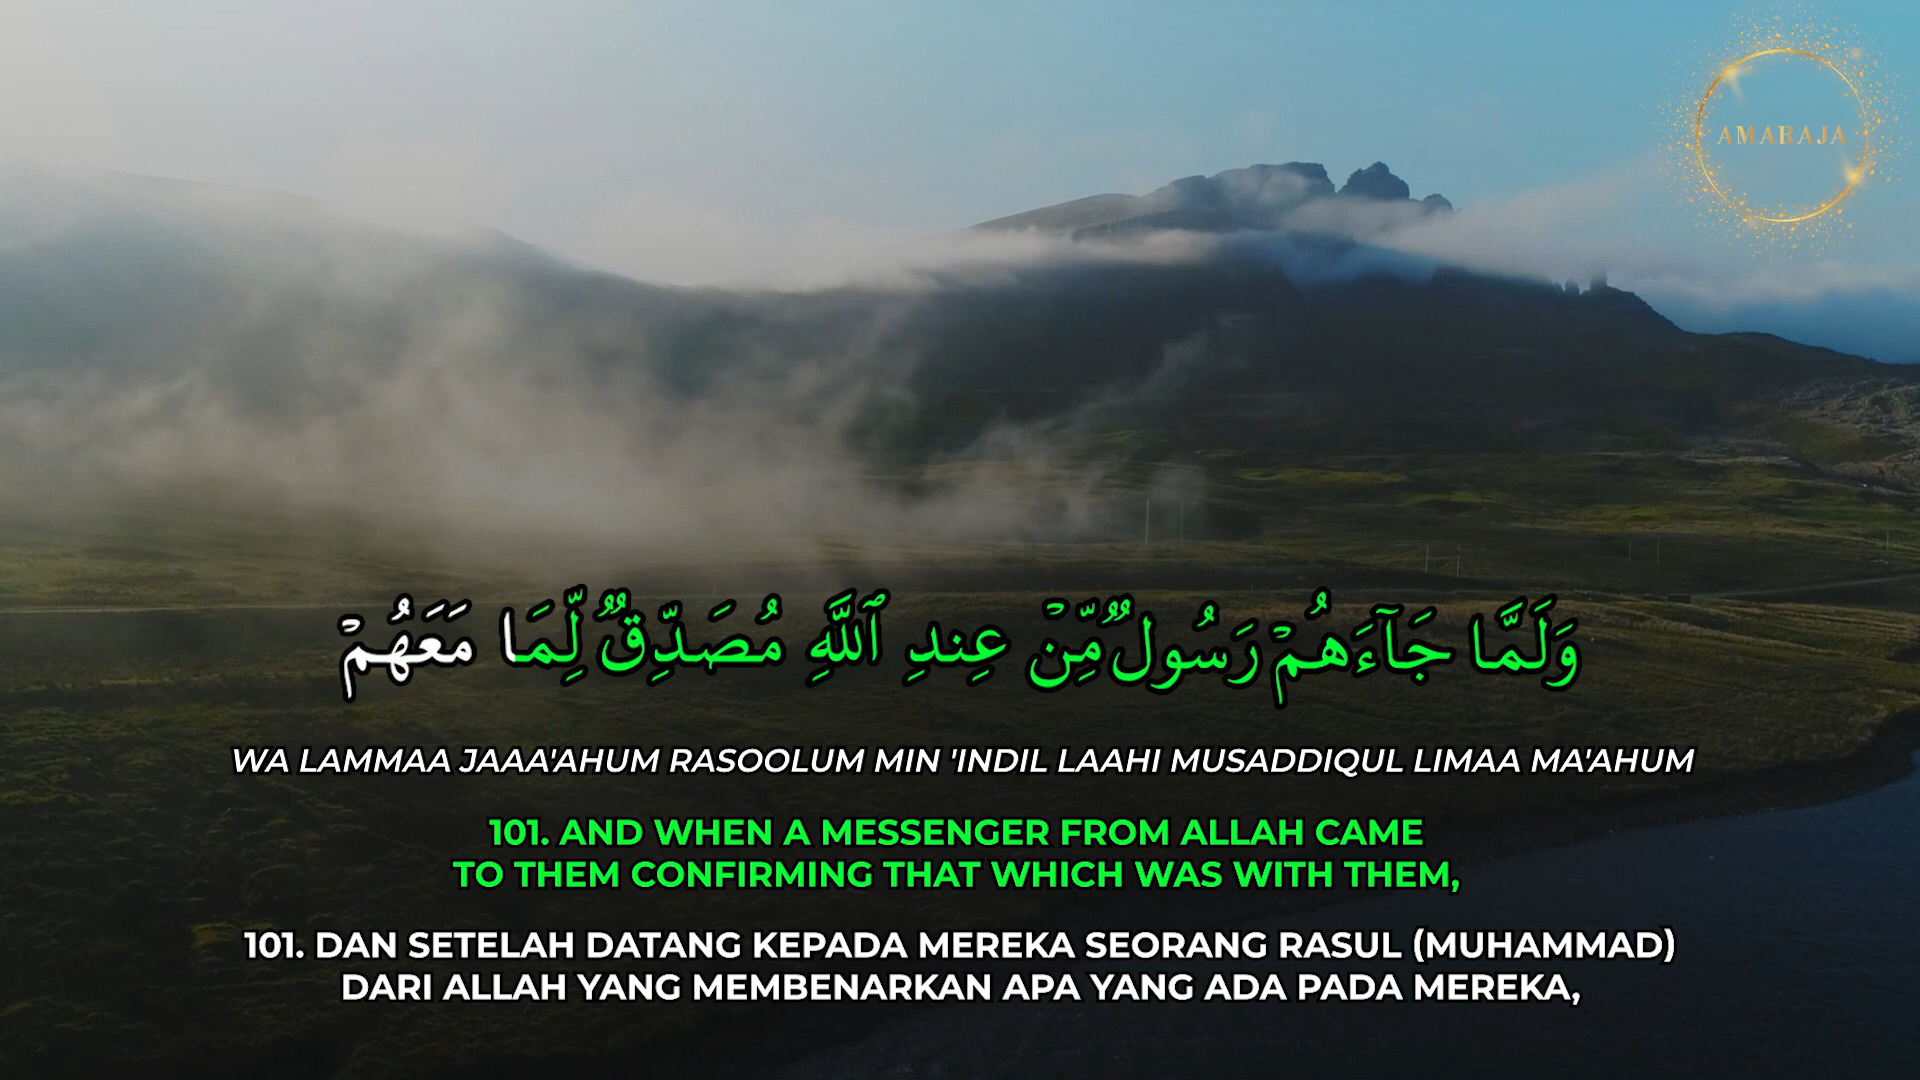 AMARAJA
وَلَمَّا جَآءَهُمْ رَسُولٌ مِّنْ عِندِ ٱللَّهِ مُصَدِّقٌ لِّمَا مَعَهُمْ
WA LAMMAA JAAA'AHUM RASOOLUM MIN 'INDIL LAAHI MUSADDIQUL LIMAA MA'AHUM
101. AND WHEN A MESSENGER FROM ALLAH CAME
TO THEM CONFIRMING THAT WHICH WAS WITH THEM,
101. DAN SETELAH DATANG KEPADA MEREKA SEORANG RASUL (MUHAMMAD)
DARI ALLAH YANG MEMBENARKAN APA YANG ADA PADA MEREKA,